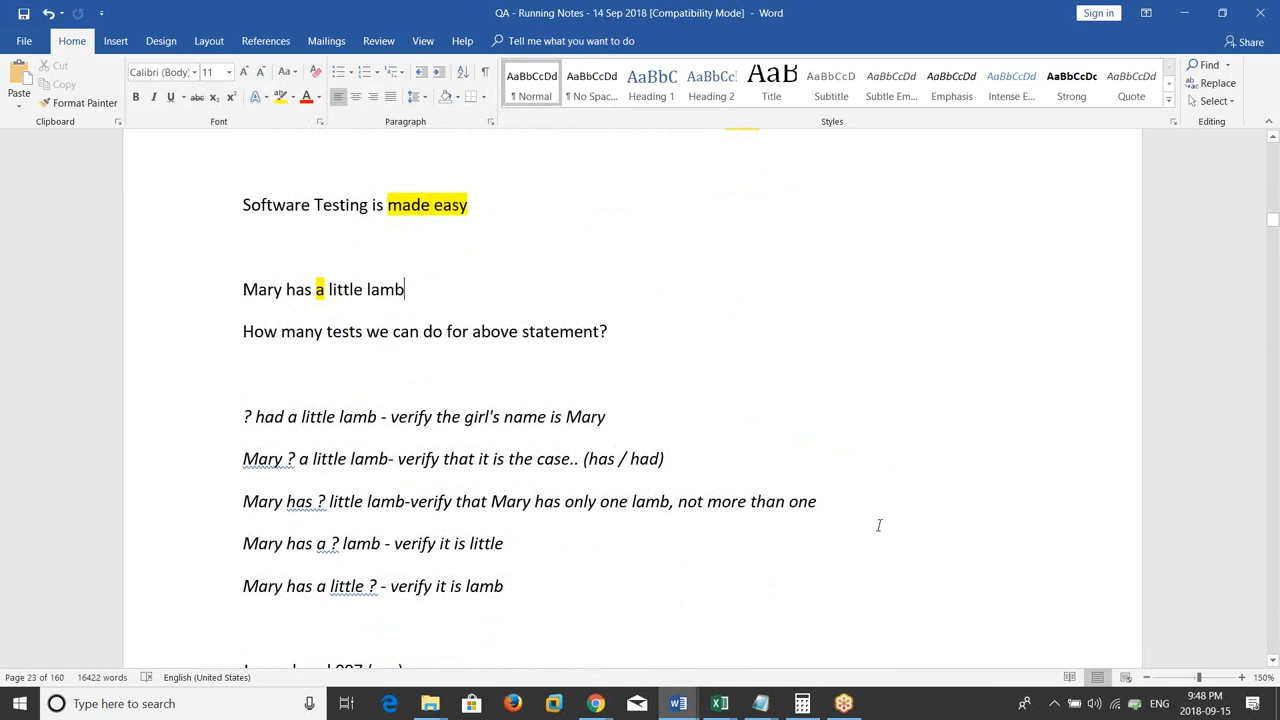 QA - Running Notes - 14 Sep 2018 [Compatibility Mode] - Word
Sign in
File Home Insert Design Layout References Mailings Review View Help Tell me what you want to do Share
Paste
Cut
Copy
Format Painter
Clipboard
Calibri (Body) 11
Font
Paragraph
AaBbCcDd AaBbCcDd AaBbC AaBbCc AaB AaBbCcD AaBbCcDd AaBbCcDd AaBbCcDd AaBbCcDc AaBbCcDd
¶ Normal ¶ No Spac... Heading 1 Heading 2 Title Subtitle Subtle Em... Emphasis Intense E... Strong Quote
Styles
Find
Replace
Select
Editing
Software Testing is made easy
Mary has a little lamb
How many tests we can do for above statement?
? had a little lamb - verify the girl's name is Mary
Mary ? a little lamb- verify that it is the case.. (has / had)
Mary has ? little lamb-verify that Mary has only one lamb, not more than one
Mary has a ? lamb - verify it is little
Mary has a little ? - verify it is lamb
Page 23 of 160 16422 words English (United States) 150%
Type here to search
ENG
9:48 PM
2018-09-15